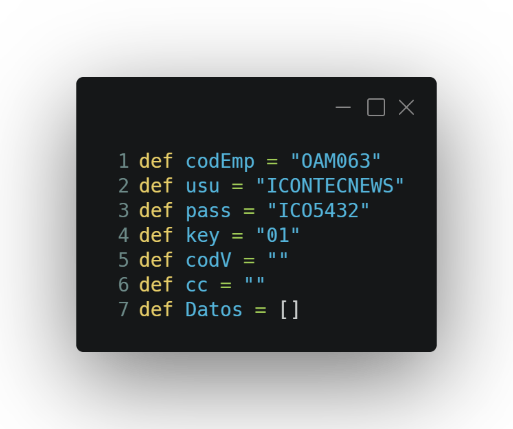 1 def codEmp = "OAM063"
2 def usu = "ICONTECNEWS"
3 def pass = "ICO5432"
4 def key = "01"
5 def codV = ""
6 def cc = ""
7 def Datos = []